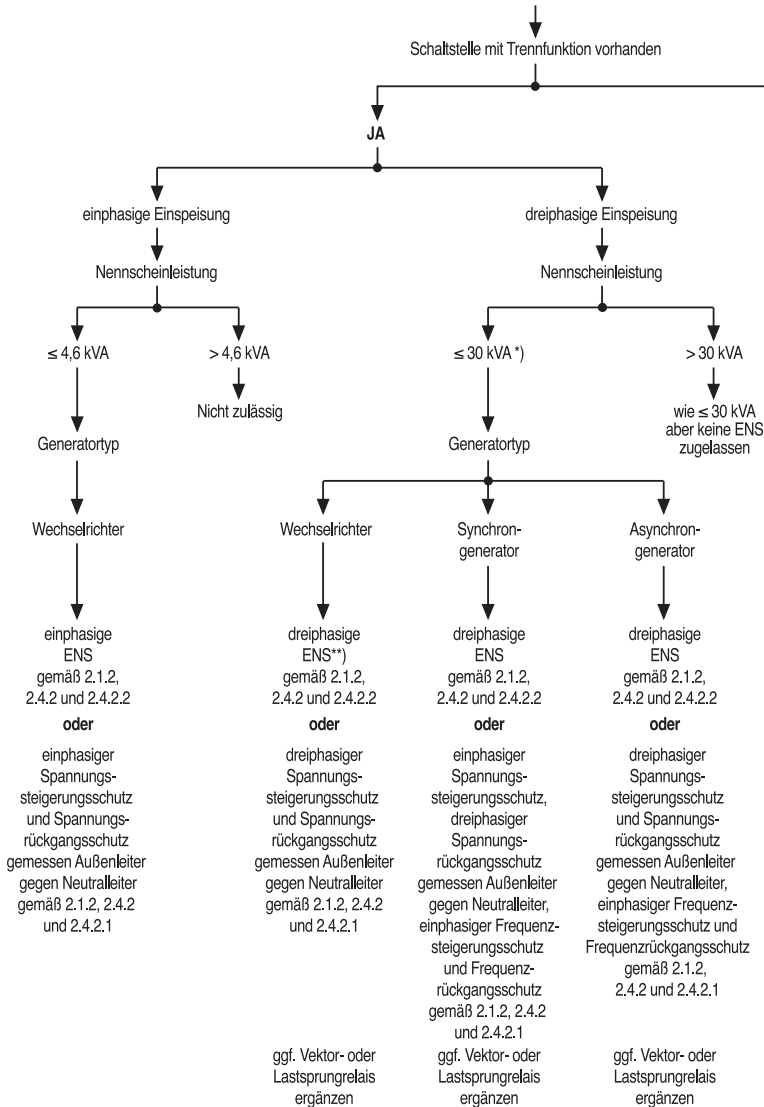 Schaltstelle mit Trennfunktion vorhanden
JA
einphasige Einspeisung
dreiphasige Einspeisung
Nennscheinleistung
Nennscheinleistung
≤ 4,6 kVA
> 4,6 kVA
≤ 30 kVA *)
> 30 kVA
Nicht zulässig
wie ≤ 30 kVA
aber keine ENS
zugelassen
Generatortyp
Generatortyp
Wechselrichter
Wechselrichter
Synchron-
generator
Asynchron-
generator
einphasige
ENS
gemäß 2.1.2,
2.4.2 und 2.4.2.2
oder
einphasiger
Spannungs-
steigerungsschutz
und Spannungs-
rückgangsschutz
gemessen Außenleiter
gegen Neutralleiter
gemäß 2.1.2, 2.4.2
und 2.4.2.1
dreiphasige
ENS**)
gemäß 2.1.2,
2.4.2 und 2.4.2.2
oder
dreiphasiger
Spannungs-
steigerungsschutz
und Spannungs-
rückgangsschutz
gemessen Außenleiter
gegen Neutralleiter
gemäß 2.1.2, 2.4.2
und 2.4.2.1
ggf. Vektor- oder
Lastsprungrelais
ergänzen
dreiphasige
ENS
gemäß 2.1.2,
2.4.2 und 2.4.2.2
oder
einphasiger
Spannungs-
steigerungsschutz,
dreiphasiger
Spannungs-
rückgangsschutz
gemessen Außenleiter
gegen Neutralleiter,
einphasiger Frequenz-
steigerungsschutz
und Frequenz-
rückgangsschutz
gemäß 2.1.2, 2.4.2
und 2.4.2.1
ggf. Vektor- oder
Lastsprungrelais
ergänzen
dreiphasige
ENS
gemäß 2.1.2,
2.4.2 und 2.4.2.2
oder
dreiphasiger
Spannungs-
steigerungsschutz
und Spannungs-
rückgangsschutz
gemessen Außenleiter
gegen Neutralleiter,
einphasiger Frequenz-
steigerungsschutz und
Frequenzrückgangsschutz
gemäß 2.1.2,
2.4.2 und 2.4.2.1
ggf. Vektor- oder
Lastsprungrelais
ergänzen